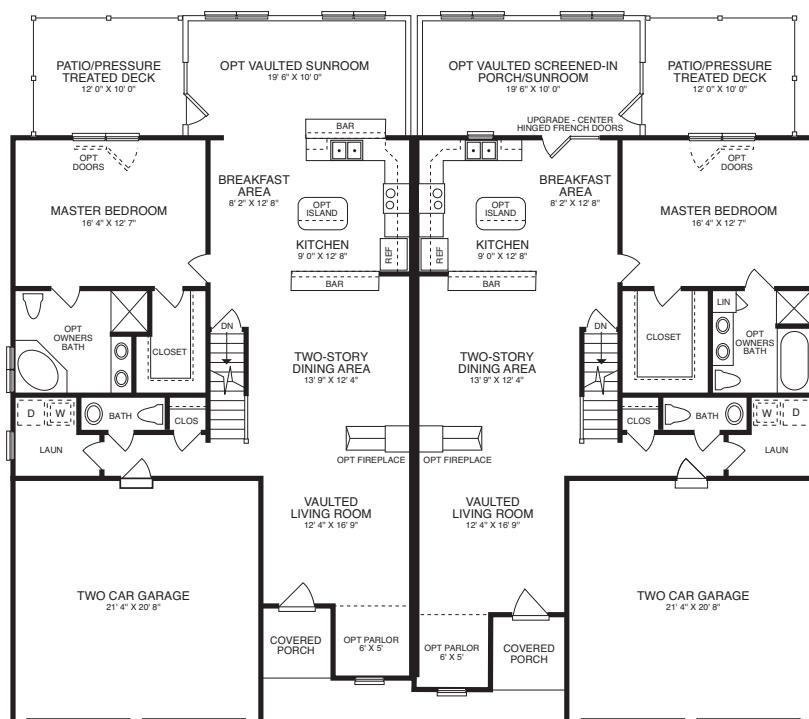 PATIO/PRESSURE
TREATED DECK
12' 0" X 10' 0"
OPT VAULTED SUNROOM
19' 6" X 10' 0"
OPT VAULTED SCREENED-IN
PORCH/SUNROOM
19' 6" X 10' 0"
PATIO/PRESSURE
TREATED DECK
12' 0" X 10' 0"
BAR
UPGRADE - CENTER
HINGED FRENCH DOORS
OPT
DOORS
OPT
DOORS
BREAKFAST
AREA
8' 2" X 12' 8"
BREAKFAST
AREA
8' 2" X 12' 8"
MASTER BEDROOM
16' 4" X 12' 7"
OPT
ISLAND
OPT
ISLAND
MASTER BEDROOM
16' 4" X 12' 7"
KITCHEN
9' 0" X 12' 8"
REF
REF
KITCHEN
9' 0" X 12' 8"
BAR
BAR
OPT
OWNERS
BATH
CLOSET
DN
DN
CLOSET
LIN
OPT
OWNERS
BATH
TWO-STORY
DINING AREA
13' 9" X 12' 4"
TWO-STORY
DINING AREA
13' 9" X 12' 4"
D
W
BATH
CLOS
CLOS
BATH
W
D
LAUN
LAUN
OPT FIREPLACE
OPT FIREPLACE
VAULTED
LIVING ROOM
12' 4" X 16' 9"
VAULTED
LIVING ROOM
12' 4" X 16' 9"
TWO CAR GARAGE
21' 4" X 20' 8"
TWO CAR GARAGE
21' 4" X 20' 8"
COVERED
PORCH
OPT PARLOR
6' X 5'
OPT PARLOR
6' X 5'
COVERED
PORCH